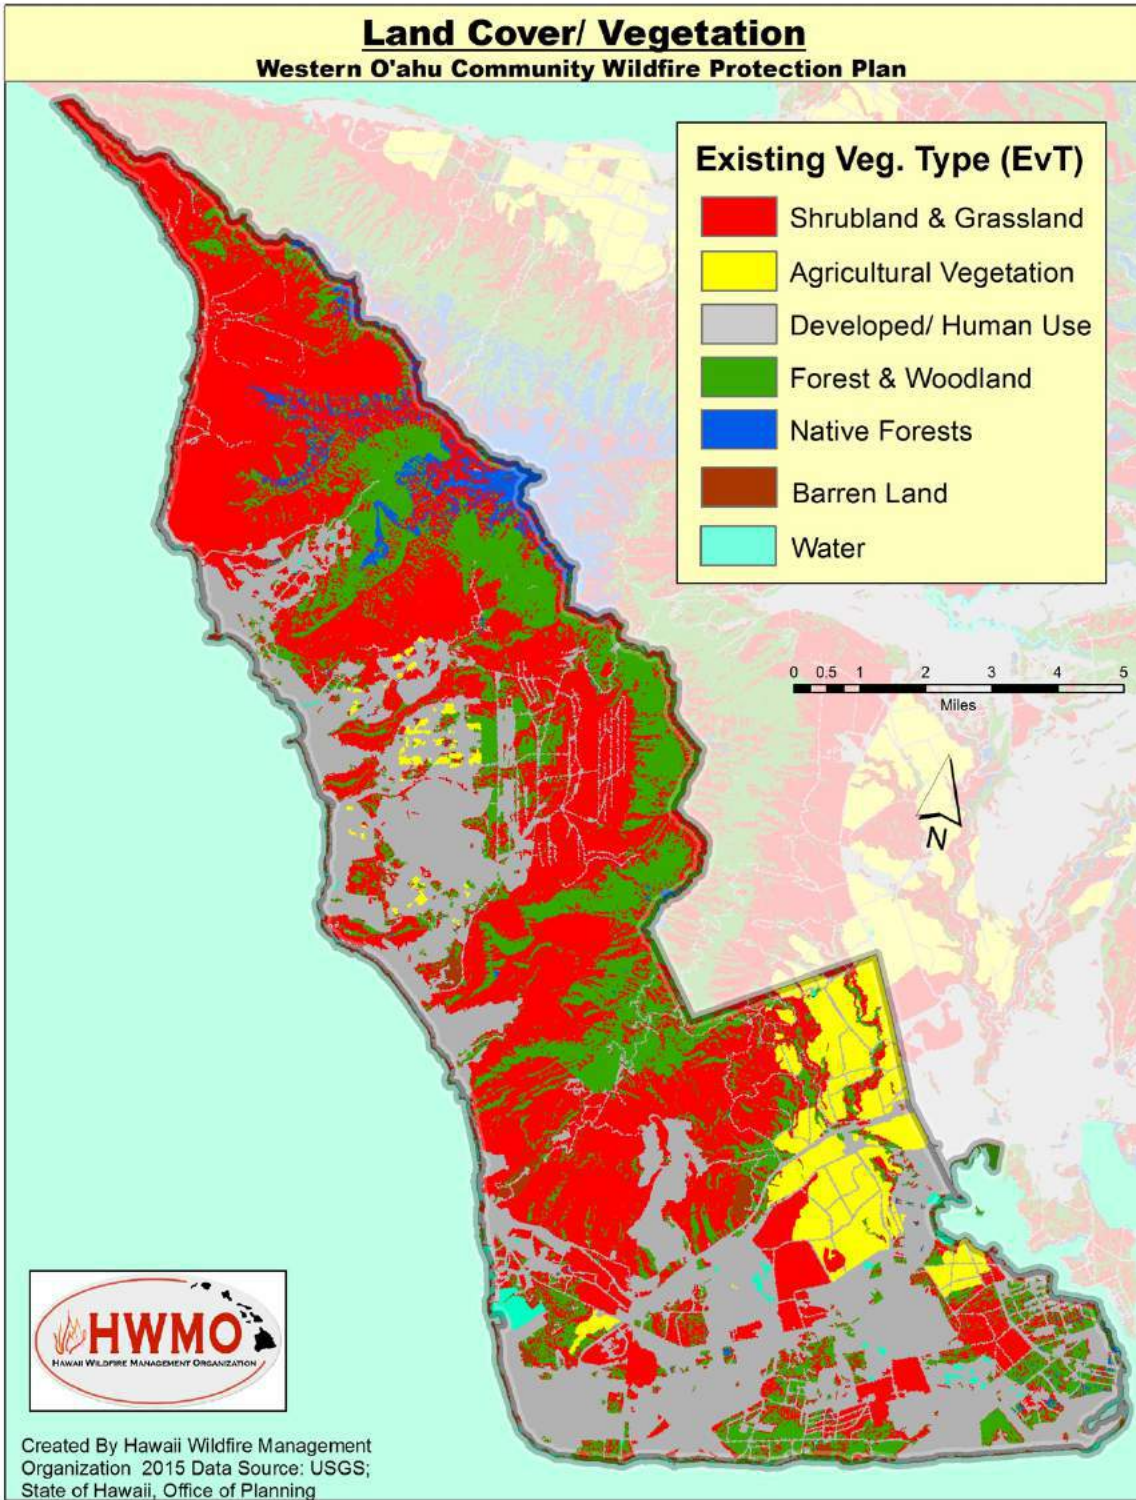 Land Cover/ Vegetation
Western O'ahu Community Wildfire Protection Plan
Existing Veg. Type (EvT)
Shrubland & Grassland
Agricultural Vegetation
Developed/ Human Use
Forest & Woodland
Native Forests
Barren Land
Water
0 0.5 1 2 3 4 5
Miles
N
HWMO
HAWAII WILDFIRE MANAGEMENT ORGANIZATION
Created By Hawaii Wildfire Management
Organization 2015 Data Source: USGS;
State of Hawaii, Office of Planning